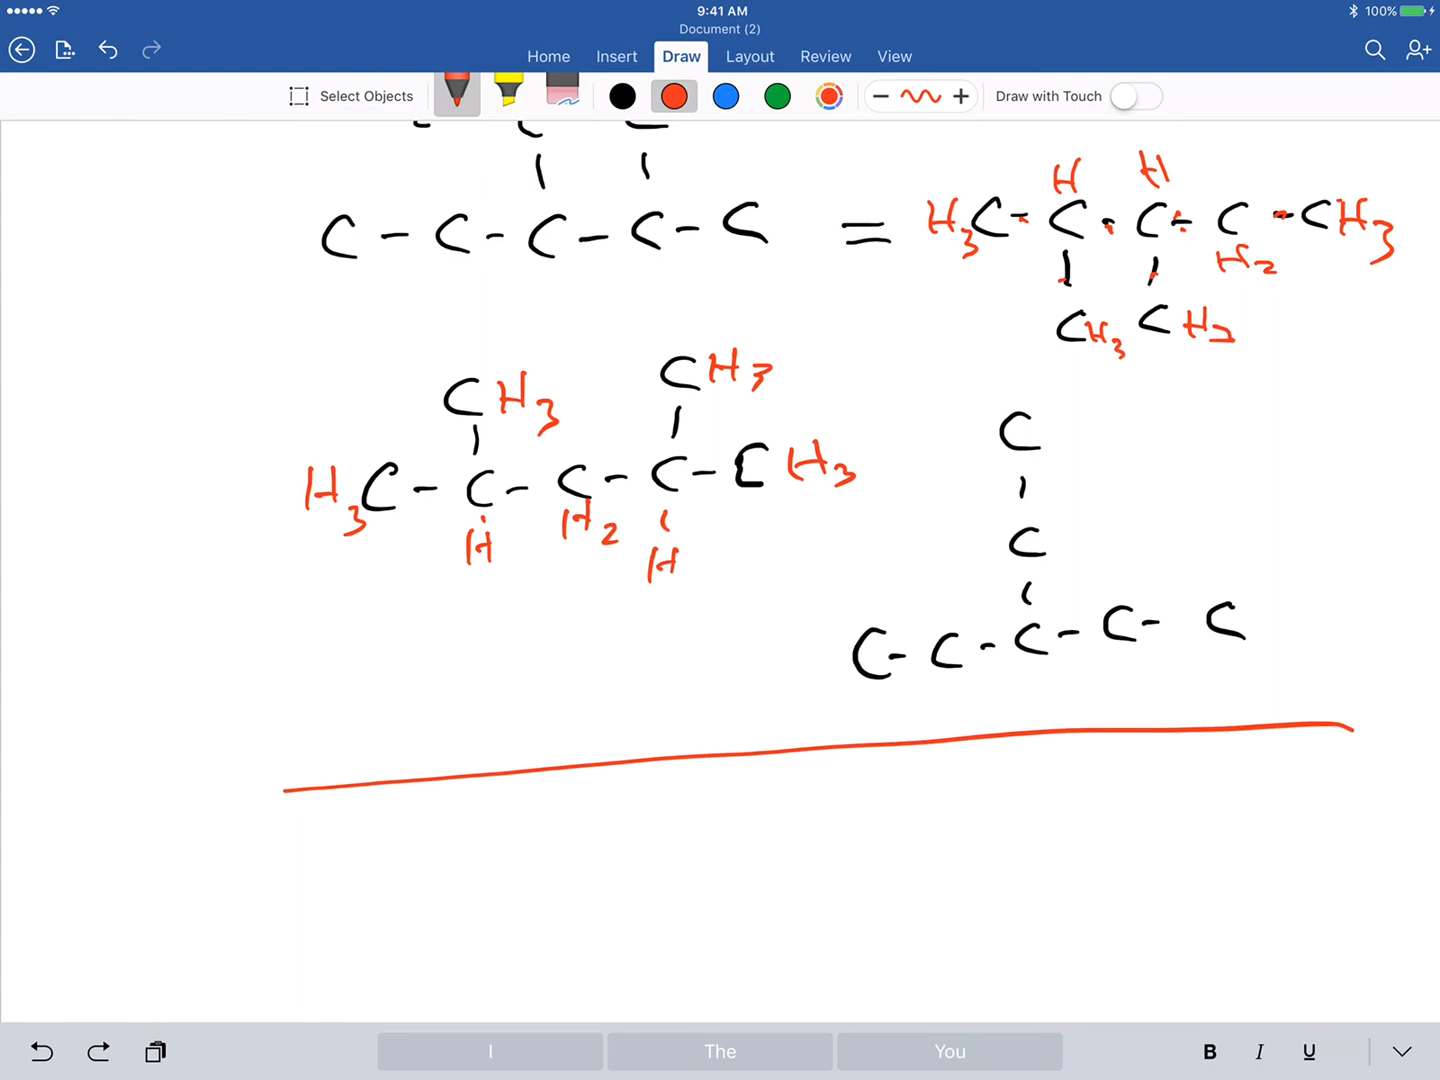 9:41 AM
100%
Document (2)
Home Insert Draw Layout Review View
Select Objects
Draw with Touch
H H
C - C - C - C - C = H3C - C - C - C - CH3
H2
CH3 CH3
CH3 CH3
H3C - C - C - C - C H3
H H2 H
C
C
C - C - C - C - C
I The You
B I U